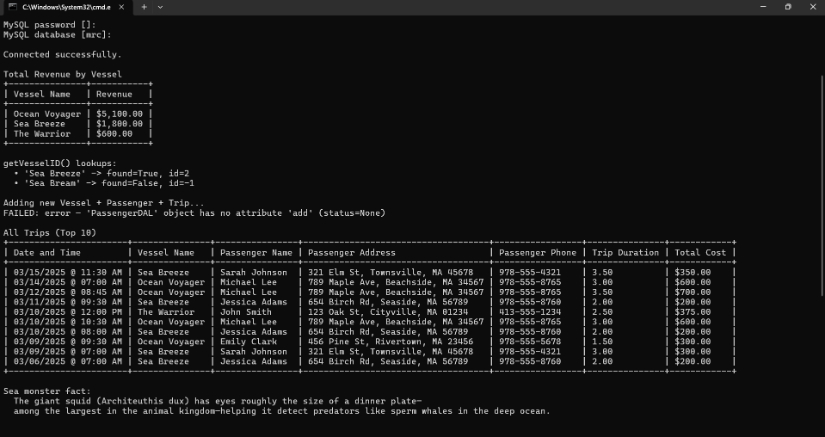 C:\Windows\System32\cmd.e
MySQL password []:
MySQL database [mrc]:
Connected successfully.
Total Revenue by Vessel
+---------------+-----------+
| Vessel Name | Revenue |
+---------------+-----------+
| Ocean Voyager | $5,100.00 |
| Sea Breeze | $1,800.00 |
| The Warrior | $600.00 |
+---------------+-----------+
getVesselID() lookups:
• 'Sea Breeze' -> found=True, id=2
• 'Sea Bream' -> found=False, id=-1
Adding new Vessel + Passenger + Trip...
FAILED: error - 'PassengerDAL' object has no attribute 'add' (status=None)
All Trips (Top 10)
+-----------------------+---------------+----------------+------------------------------------+-----------------+---------------+------------+
| Date and Time | Vessel Name | Passenger Name | Passenger Address | Passenger Phone | Trip Duration | Total Cost |
+-----------------------+---------------+----------------+------------------------------------+-----------------+---------------+------------+
| 03/15/2025 @ 11:30 AM | Sea Breeze | Sarah Johnson | 321 Elm St, Townsville, MA 45678 | 978-555-4321 | 3.50 | $350.00 |
| 03/14/2025 @ 07:00 AM | Ocean Voyager | Michael Lee | 789 Maple Ave, Beachside, MA 34567 | 978-555-8765 | 3.00 | $600.00 |
| 03/12/2025 @ 08:45 AM | Ocean Voyager | Michael Lee | 789 Maple Ave, Beachside, MA 34567 | 978-555-8765 | 3.50 | $700.00 |
| 03/11/2025 @ 09:30 AM | Sea Breeze | Jessica Adams | 654 Birch Rd, Seaside, MA 56789 | 978-555-8760 | 2.00 | $200.00 |
| 03/10/2025 @ 12:00 PM | The Warrior | John Smith | 123 Oak St, Cityville, MA 01234 | 413-555-1234 | 2.50 | $375.00 |
| 03/10/2025 @ 10:30 AM | Ocean Voyager | Michael Lee | 789 Maple Ave, Beachside, MA 34567 | 978-555-8765 | 3.00 | $600.00 |
| 03/10/2025 @ 08:00 AM | Sea Breeze | Jessica Adams | 654 Birch Rd, Seaside, MA 56789 | 978-555-8760 | 2.00 | $200.00 |
| 03/09/2025 @ 09:30 AM | Ocean Voyager | Emily Clark | 456 Pine St, Rivertown, MA 23456 | 978-555-5678 | 1.50 | $300.00 |
| 03/09/2025 @ 07:00 AM | Sea Breeze | Sarah Johnson | 321 Elm St, Townsville, MA 45678 | 978-555-4321 | 3.00 | $300.00 |
| 03/06/2025 @ 07:00 AM | Sea Breeze | Jessica Adams | 654 Birch Rd, Seaside, MA 56789 | 978-555-8760 | 2.00 | $200.00 |
+-----------------------+---------------+----------------+------------------------------------+-----------------+---------------+------------+
Sea monster fact:
The giant squid (Architeuthis dux) has eyes roughly the size of a dinner plate—
among the largest in the animal kingdom—helping it detect predators like sperm whales in the deep ocean.